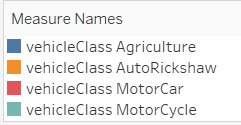 Measure Names
vehicleClass Agriculture
vehicleClass AutoRickshaw
vehicleClass MotorCar
vehicleClass MotorCycle